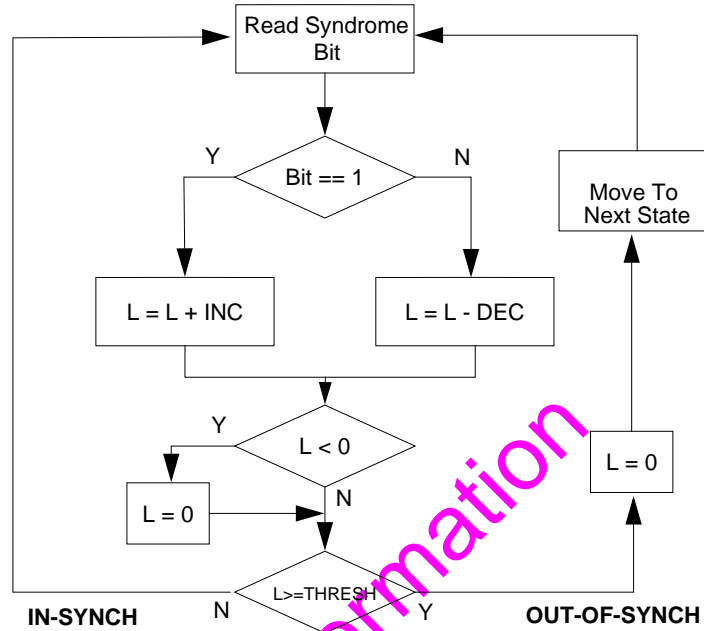 Read Syndrome
Bit
Y
N
Bit == 1
Move To
Next State
L = L + INC
L = L - DEC
Y
L < 0
L = 0
N
L = 0
L>=THRESH
N
Y
IN-SYNCH
OUT-OF-SYNCH